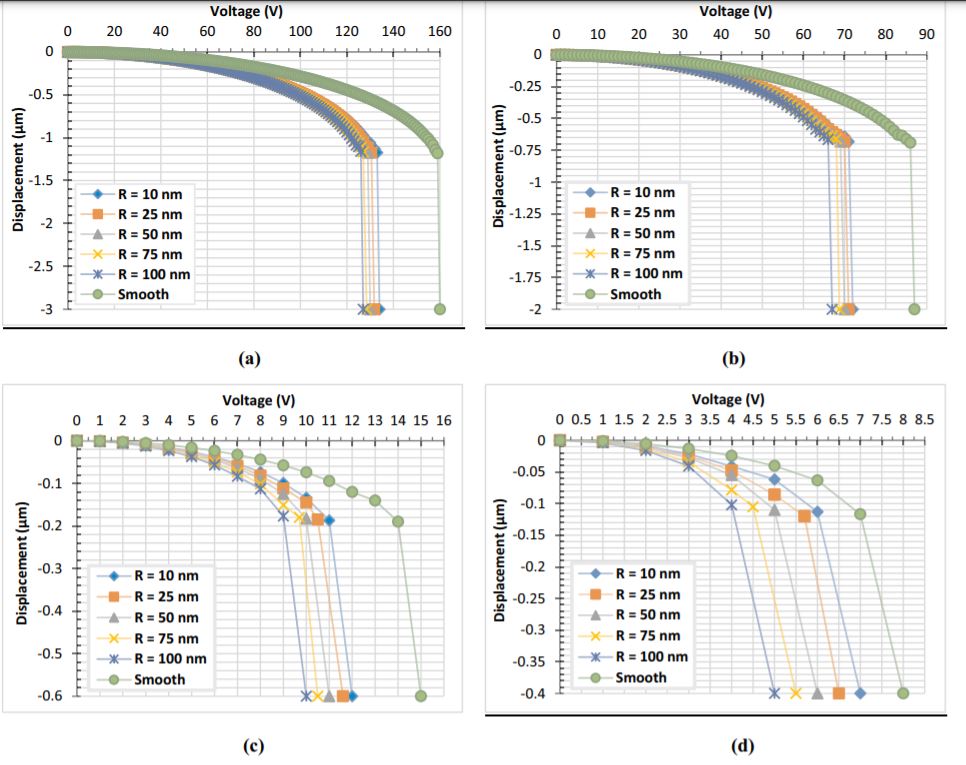 Voltage (V)
0 20 40 60 80 100 120 140 160
Displacement (μm)
0
-0.5
-1
-1.5
-2
-2.5
-3
R = 10 nm
R = 25 nm
R = 50 nm
R = 75 nm
R = 100 nm
Smooth
(a)
Voltage (V)
0 10 20 30 40 50 60 70 80 90
Displacement (μm)
0
-0.25
-0.5
-0.75
-1
-1.25
-1.5
-1.75
-2
R = 10 nm
R = 25 nm
R = 50 nm
R = 75 nm
R = 100 nm
Smooth
(b)
Voltage (V)
0 1 2 3 4 5 6 7 8 9 10 11 12 13 14 15 16
Displacement (μm)
0
-0.1
-0.2
-0.3
-0.4
-0.5
-0.6
R = 10 nm
R = 25 nm
R = 50 nm
R = 75 nm
R = 100 nm
Smooth
(c)
Voltage (V)
0 0.5 1 1.5 2 2.5 3 3.5 4 4.5 5 5.5 6 6.5 7 7.5 8 8.5
Displacement (μm)
0
-0.05
-0.1
-0.15
-0.2
-0.25
-0.3
-0.35
-0.4
R = 10 nm
R = 25 nm
R = 50 nm
R = 75 nm
R = 100 nm
Smooth
(d)